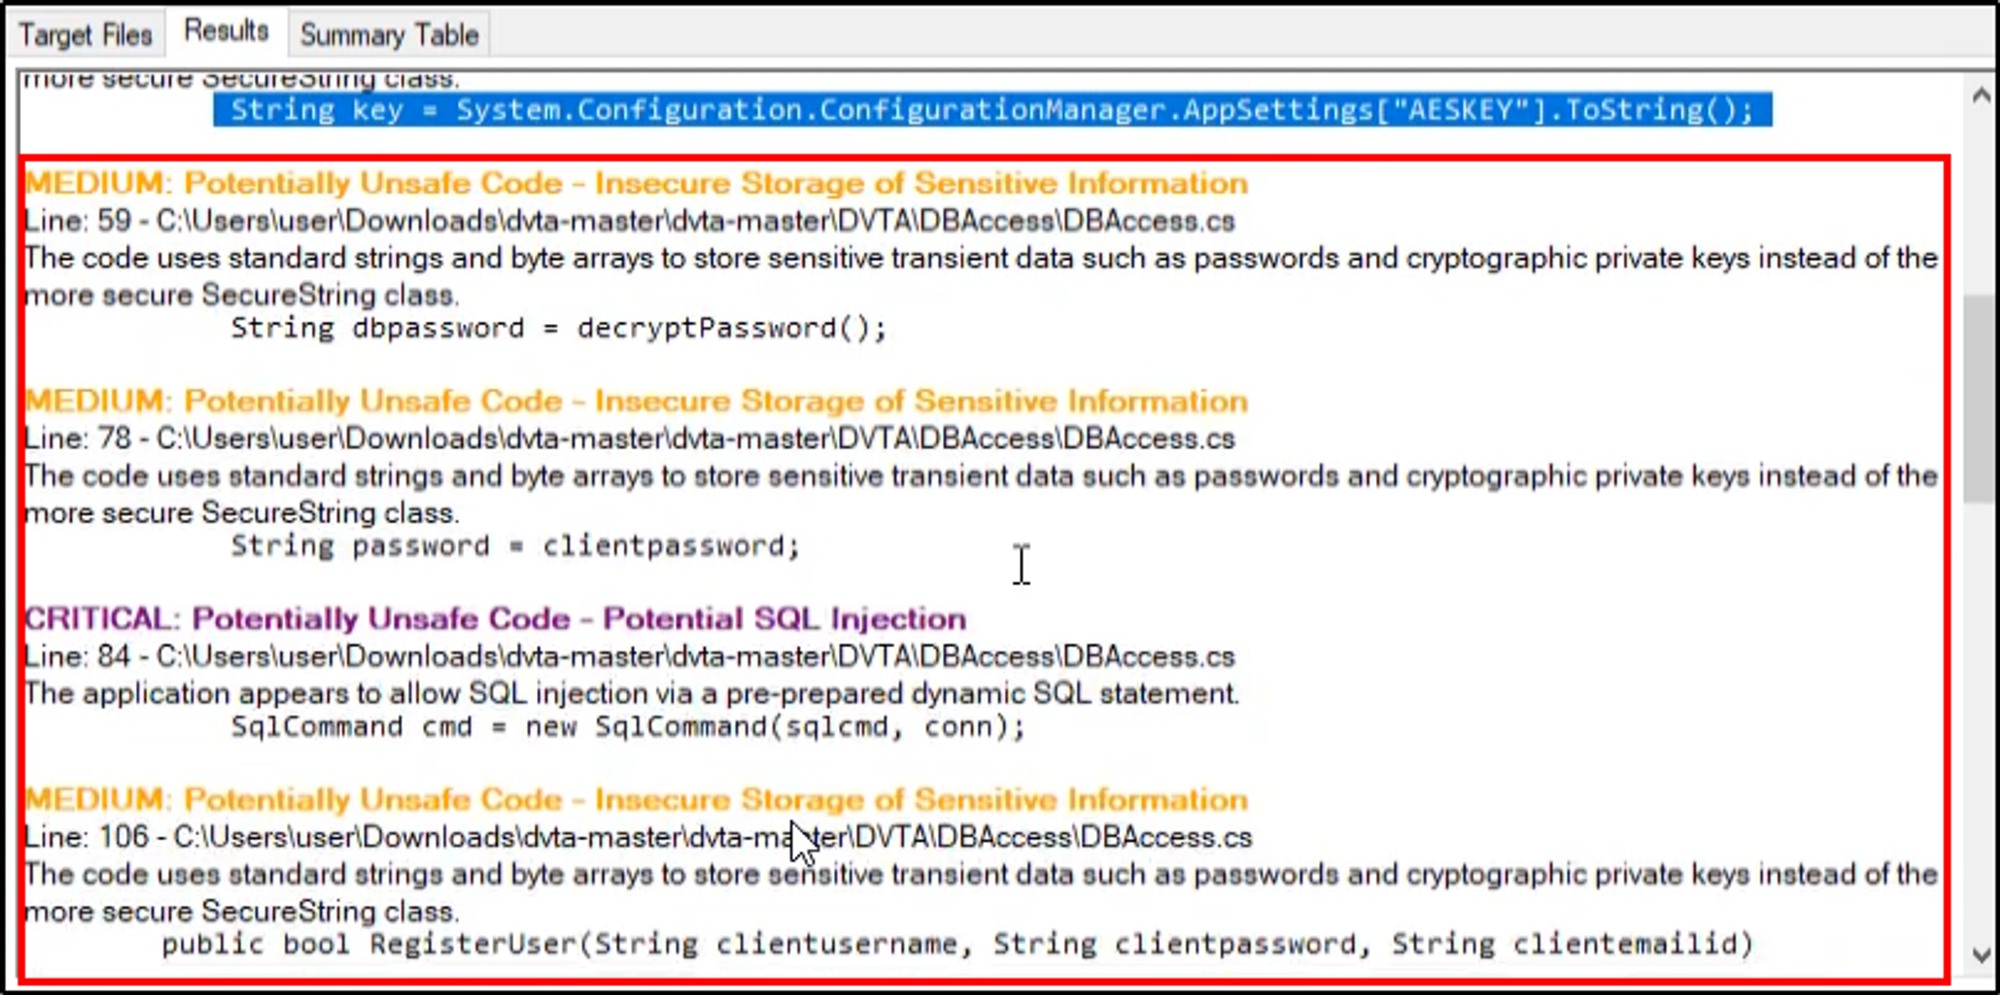 Target Files
Results
Summary Table
more secure SecureString class.
String key = System.Configuration.ConfigurationManager.AppSettings["AESKEY"].ToString();
MEDIUM: Potentially Unsafe Code - Insecure Storage of Sensitive Information
Line: 59 - C:\Users\user\Downloads\dvta-master\dvta-master\DVTA\DBAccess\DBAccess.cs
The code uses standard strings and byte arrays to store sensitive transient data such as passwords and cryptographic private keys instead of the
more secure SecureString class.
String dbpassword = decryptPassword();
MEDIUM: Potentially Unsafe Code - Insecure Storage of Sensitive Information
Line: 78 - C:\Users\user\Downloads\dvta-master\dvta-master\DVTA\DBAccess\DBAccess.cs
The code uses standard strings and byte arrays to store sensitive transient data such as passwords and cryptographic private keys instead of the
more secure SecureString class.
String password = clientpassword;
CRITICAL: Potentially Unsafe Code - Potential SQL Injection
Line: 84 - C:\Users\user\Downloads\dvta-master\dvta-master\DVTA\DBAccess\DBAccess.cs
The application appears to allow SQL injection via a pre-prepared dynamic SQL statement.
SqlCommand cmd = new SqlCommand(sqlcmd, conn);
MEDIUM: Potentially Unsafe Code - Insecure Storage of Sensitive Information
Line: 106 - C:\Users\user\Downloads\dvta-master\dvta-master\DVTA\DBAccess\DBAccess.cs
The code uses standard strings and byte arrays to store sensitive transient data such as passwords and cryptographic private keys instead of the
more secure SecureString class.
public bool RegisterUser(String clientusername, String clientpassword, String clientemailid)